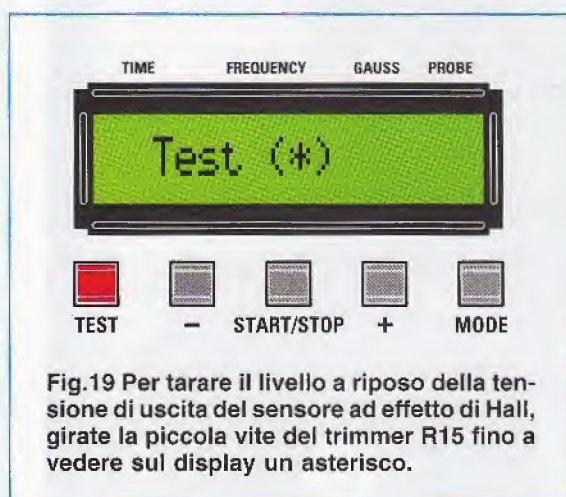 TIME FREQUENCY GAUSS PROBE
Test (*)
TEST – START/STOP + MODE
Fig.19 Per tarare il livello a riposo della ten-
sione di uscita del sensore ad effetto di Hall,
girate la piccola vite del trimmer R15 fino a
vedere sul display un asterisco.